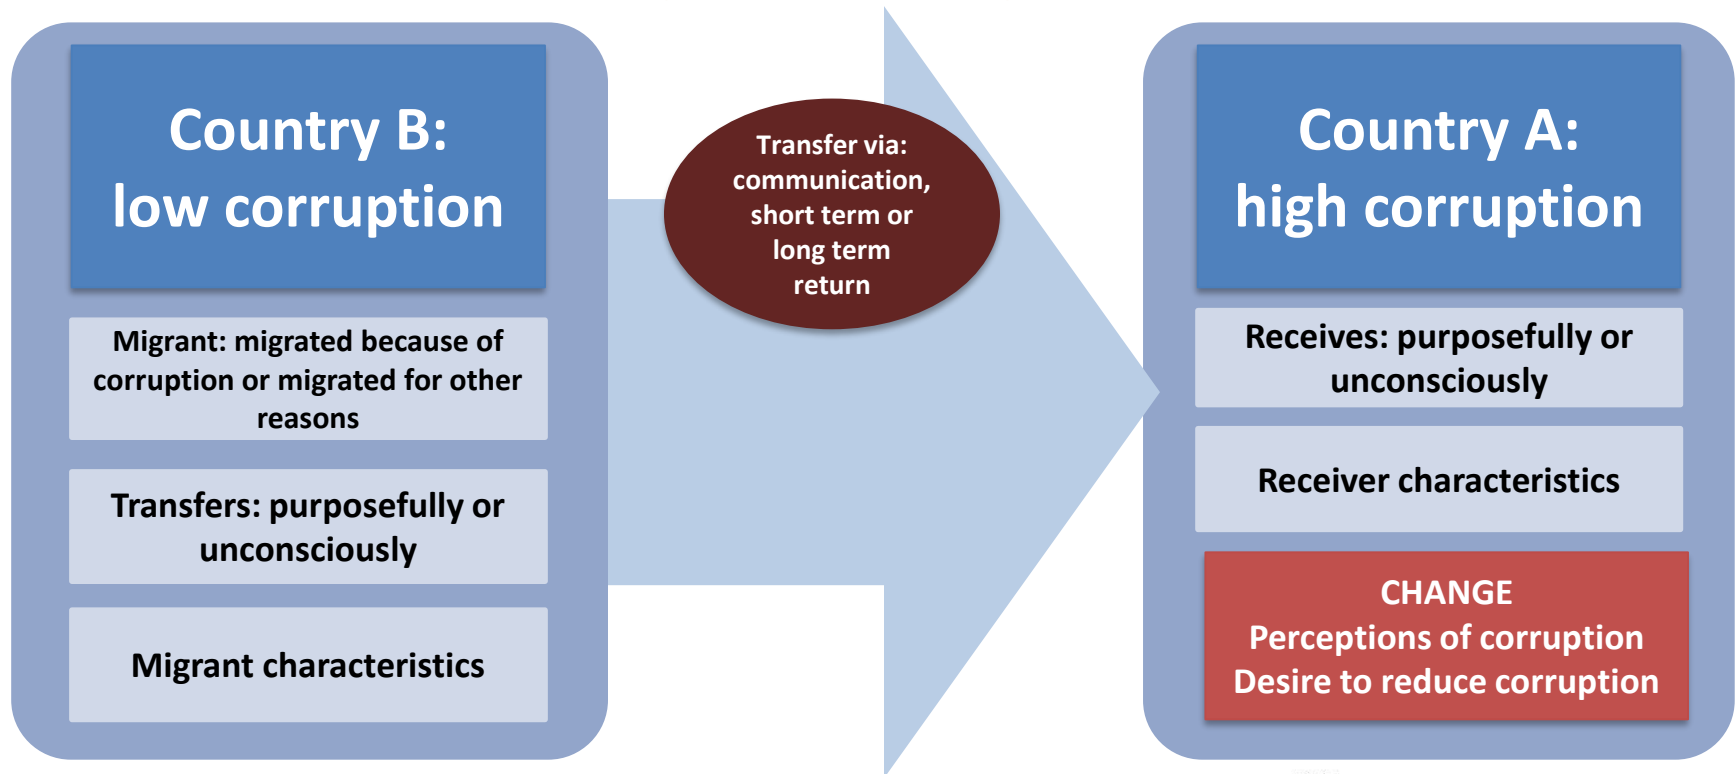 Country B:
low corruption
Migrant: migrated because of
corruption or migrated for other
reasons
Transfers: purposefully or
unconsciously
Migrant characteristics
Transfer via:
communication,
short term or
long term
return
Country A:
high corruption
Receives: purposefully or
unconsciously
Receiver characteristics
CHANGE
Perceptions of corruption
Desire to reduce corruption